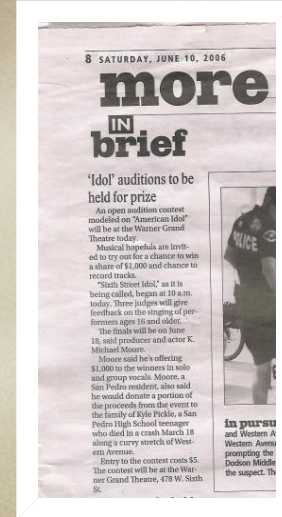 8 SATURDAY, JUNE 10, 2006
more
IN
brief
'Idol' auditions to be
held for prize
An open audition contest
modeled on "American Idol"
will be at the Warner Grand
Theatre today.
Musical hopefuls are invit-
ed to try out for a chance to win
a share of $1,000 and chance to
record tracks.
"Sixth Street Idol," as it is
being called, began at 10 a.m.
today. Three judges will give
feedback on the singing of per-
formers ages 16 and older.
The finals will be on June
18, said producer and actor K.
Michael Moore.
Moore said he's offering
$1,000 to the winners in solo
and group vocals. Moore, a
San Pedro resident, also said
he would donate a portion of
the proceeds from the event to
the family of Kyle Pickle, a San
Pedro High School teenager
who died in a crash March 18
along a curvy stretch of West-
ern Avenue.
Entry to the contest costs $5.
The contest will be at the War-
ner Grand Theatre, 478 W. Sixth
St.
POLICE
in pursu
and Western A
Western Avenu
prompting the
Dodson Middle
the suspect. Th